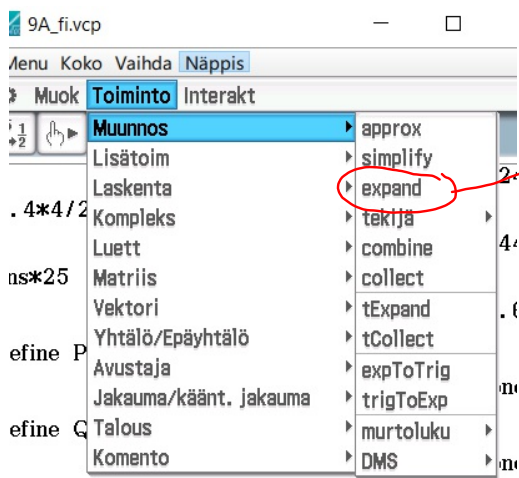 9A_fi.vcp
Menu Koko Vaihda Näppis
Muok Toiminto Interakt
Muunnos
Lisätoim
Laskenta
Kompleks
Luett
Matriis
Vektori
Yhtälö/Epäyhtälö
Avustaja
Jakauma/käänt. jakauma
Talous
Komento
approx
simplify
expand
tekijä
combine
collect
tExpand
tCollect
expToTrig
trigToExp
murtoluku
DMS
.4*4/2
ns*25
efine P
efine Q